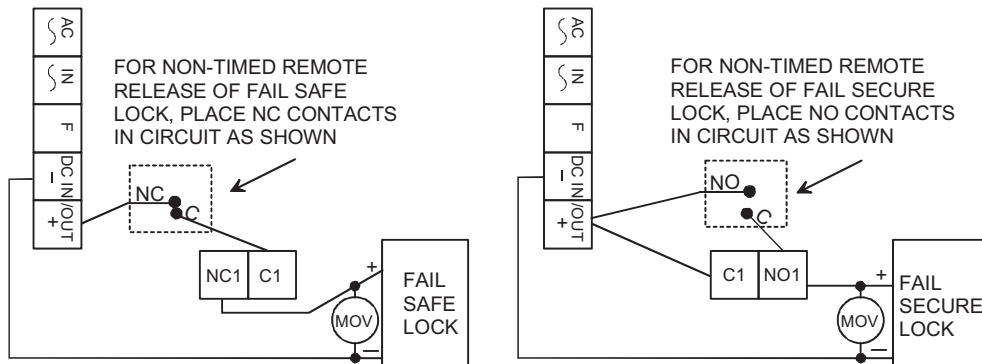 AC
IN
F
DC IN/OUT
−
+
FOR NON-TIMED REMOTE
RELEASE OF FAIL SAFE
LOCK, PLACE NC CONTACTS
IN CIRCUIT AS SHOWN
NC
C
NC1
C1
+
MOV
−
FAIL
SAFE
LOCK
AC
IN
F
DC IN/OUT
−
+
FOR NON-TIMED REMOTE
RELEASE OF FAIL SECURE
LOCK, PLACE NO CONTACTS
IN CIRCUIT AS SHOWN
NO
C
C1
NO1
+
MOV
−
FAIL
SECURE
LOCK